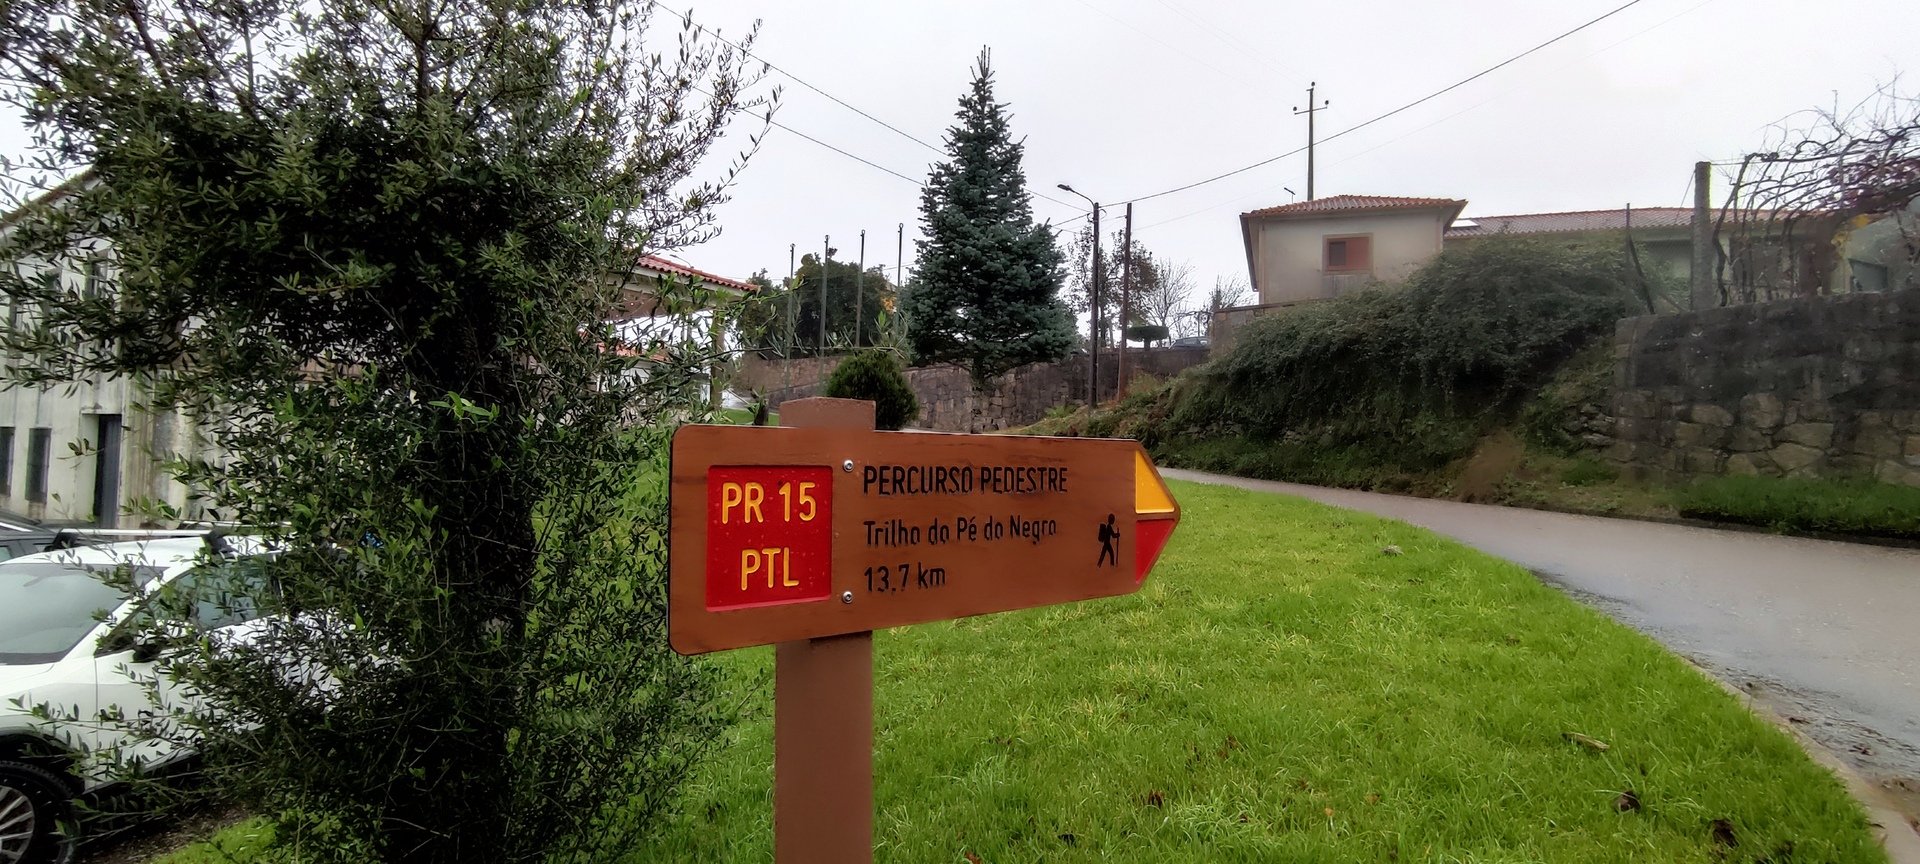 PR 15
PTL
PERCURSO PEDESTRE
Trilho do Pé do Negro
13,7 km